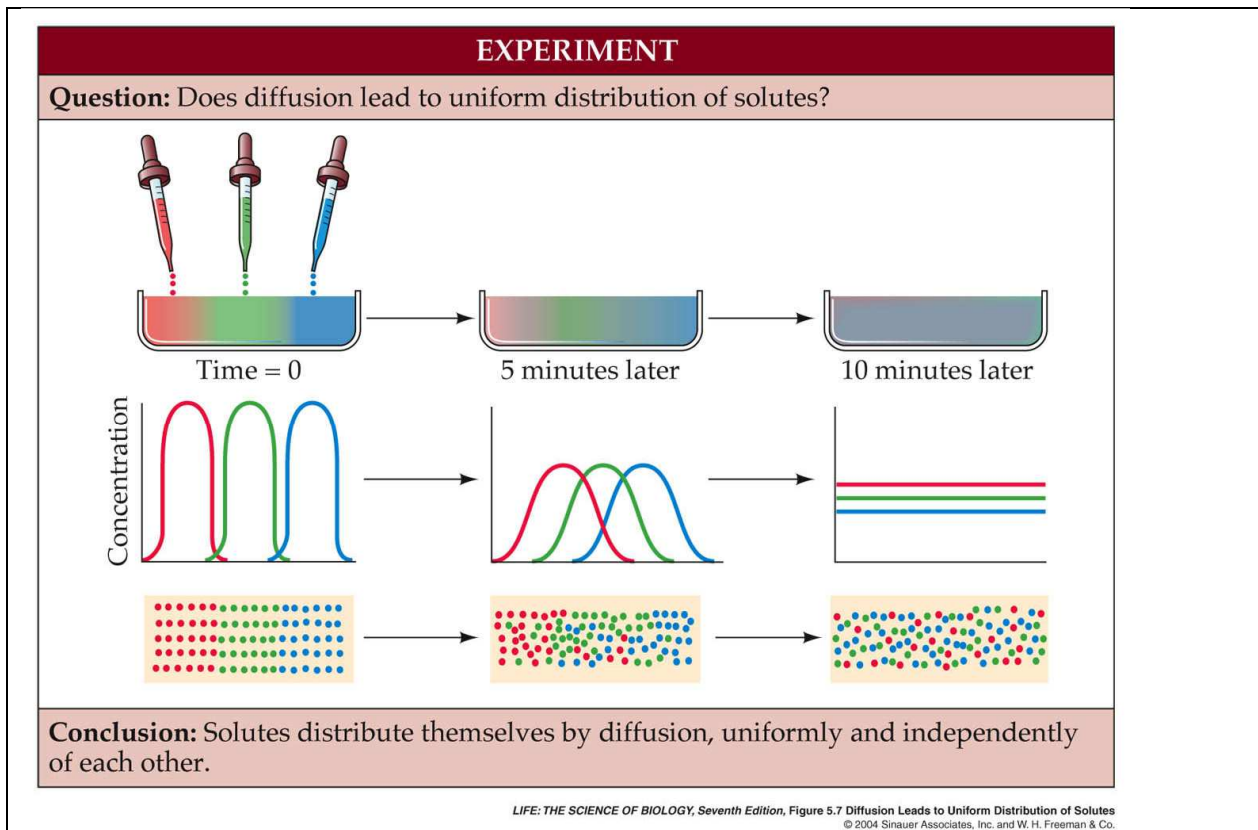 EXPERIMENT
Question: Does diffusion lead to uniform distribution of solutes?
Time = 0
5 minutes later
10 minutes later
Concentration
Conclusion: Solutes distribute themselves by diffusion, uniformly and independently
of each other.
LIFE: THE SCIENCE OF BIOLOGY, Seventh Edition, Figure 5.7 Diffusion Leads to Uniform Distribution of Solutes
© 2004 Sinauer Associates, Inc. and W. H. Freeman & Co.